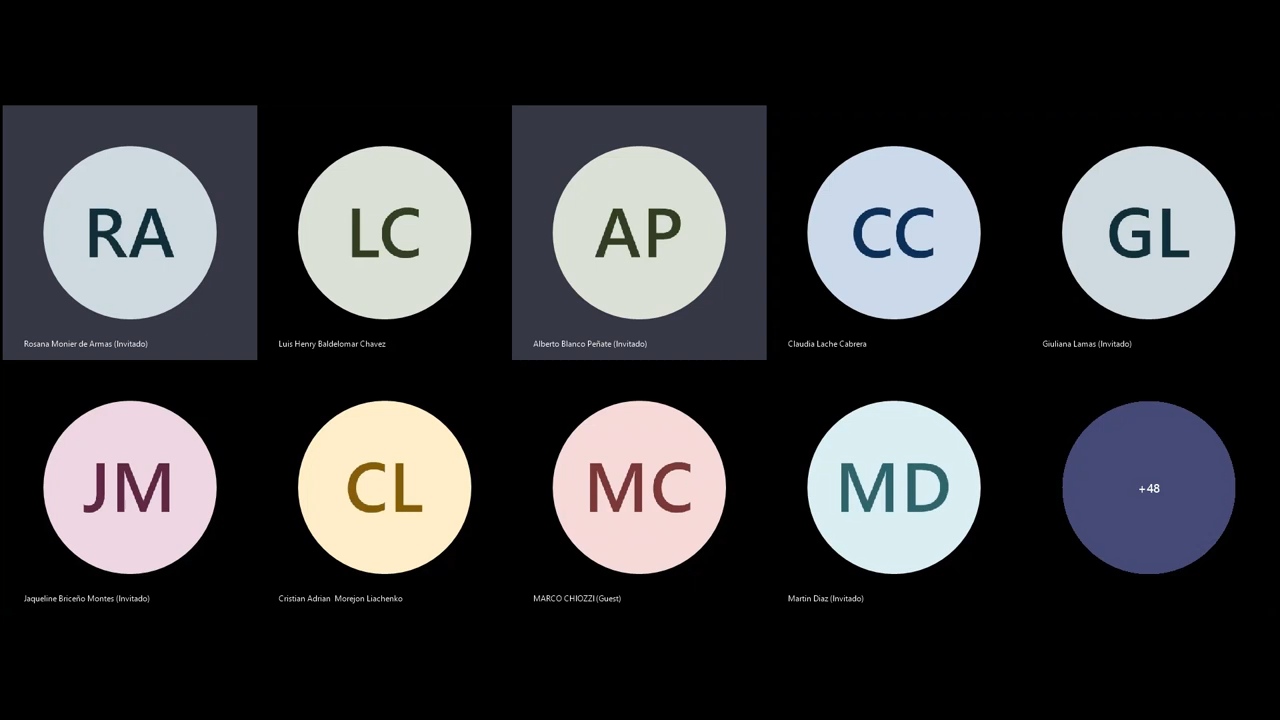 RA
LC
AP
CC
GL
Rosana Monier de Armas (Invitado)
Luis Henry Baldelomar Chavez
Alberto Blanco Peñate (Invitado)
Claudia Lache Cabrera
Giuliana Lamas (Invitado)
JM
CL
MC
MD
+48
Jaqueline Briceño Montes (Invitado)
Cristian Adrian  Morejon Liachenko
MARCO CHIOZZI (Guest)
Martin Diaz (Invitado)